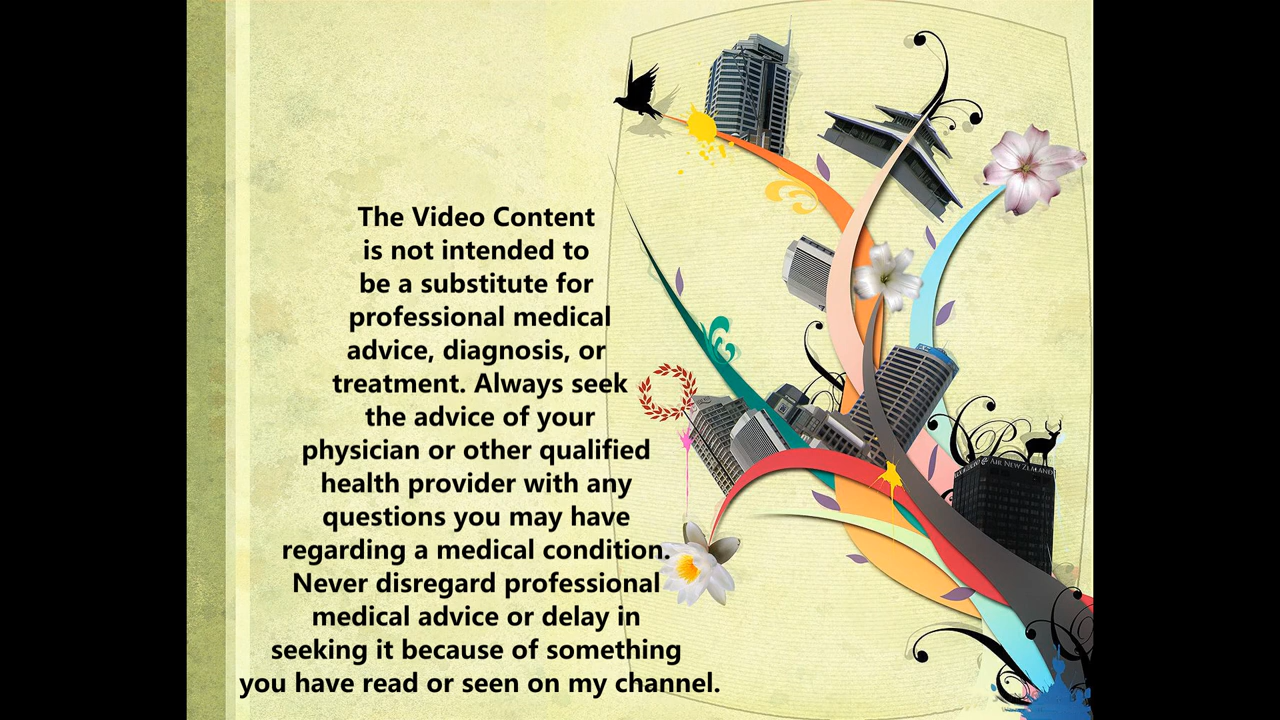 The Video Content
is not intended to
be a substitute for
professional medical
advice, diagnosis, or
treatment. Always seek
the advice of your
physician or other qualified
health provider with any
questions you may have
regarding a medical condition.
Never disregard professional
medical advice or delay in
seeking it because of something
you have read or seen on my channel.
@ Air New Zealand